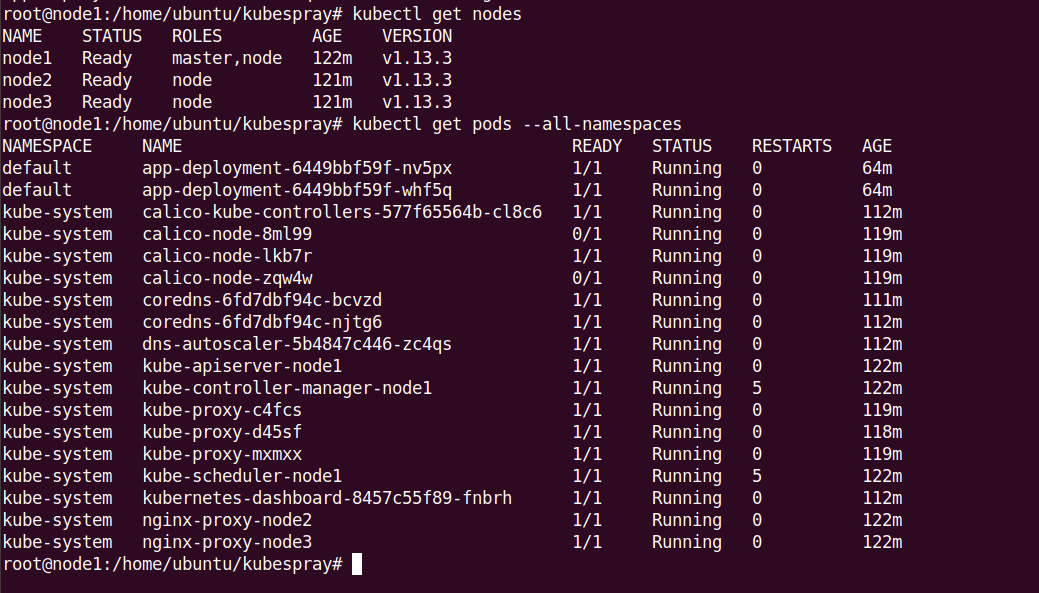 root@node1:/home/ubuntu/kubespray# kubectl get nodes
NAME    STATUS   ROLES         AGE    VERSION
node1   Ready    master,node   122m   v1.13.3
node2   Ready    node          121m   v1.13.3
node3   Ready    node          121m   v1.13.3
root@node1:/home/ubuntu/kubespray# kubectl get pods --all-namespaces
NAMESPACE     NAME                                       READY   STATUS    RESTARTS   AGE
default       app-deployment-6449bbf59f-nv5px            1/1     Running   0          64m
default       app-deployment-6449bbf59f-whf5q            1/1     Running   0          64m
kube-system   calico-kube-controllers-577f65564b-cl8c6   1/1     Running   0          112m
kube-system   calico-node-8ml99                          0/1     Running   0          119m
kube-system   calico-node-lkb7r                          1/1     Running   0          119m
kube-system   calico-node-zqw4w                          0/1     Running   0          119m
kube-system   coredns-6fd7dbf94c-bcvzd                   1/1     Running   0          111m
kube-system   coredns-6fd7dbf94c-njtg6                   1/1     Running   0          112m
kube-system   dns-autoscaler-5b4847c446-zc4qs            1/1     Running   0          112m
kube-system   kube-apiserver-node1                       1/1     Running   0          122m
kube-system   kube-controller-manager-node1              1/1     Running   5          122m
kube-system   kube-proxy-c4fcs                           1/1     Running   0          119m
kube-system   kube-proxy-d45sf                           1/1     Running   0          118m
kube-system   kube-proxy-mxmxx                           1/1     Running   0          119m
kube-system   kube-scheduler-node1                       1/1     Running   5          122m
kube-system   kubernetes-dashboard-8457c55f89-fnbrh      1/1     Running   0          112m
kube-system   nginx-proxy-node2                          1/1     Running   0          122m
kube-system   nginx-proxy-node3                          1/1     Running   0          122m
root@node1:/home/ubuntu/kubespray#